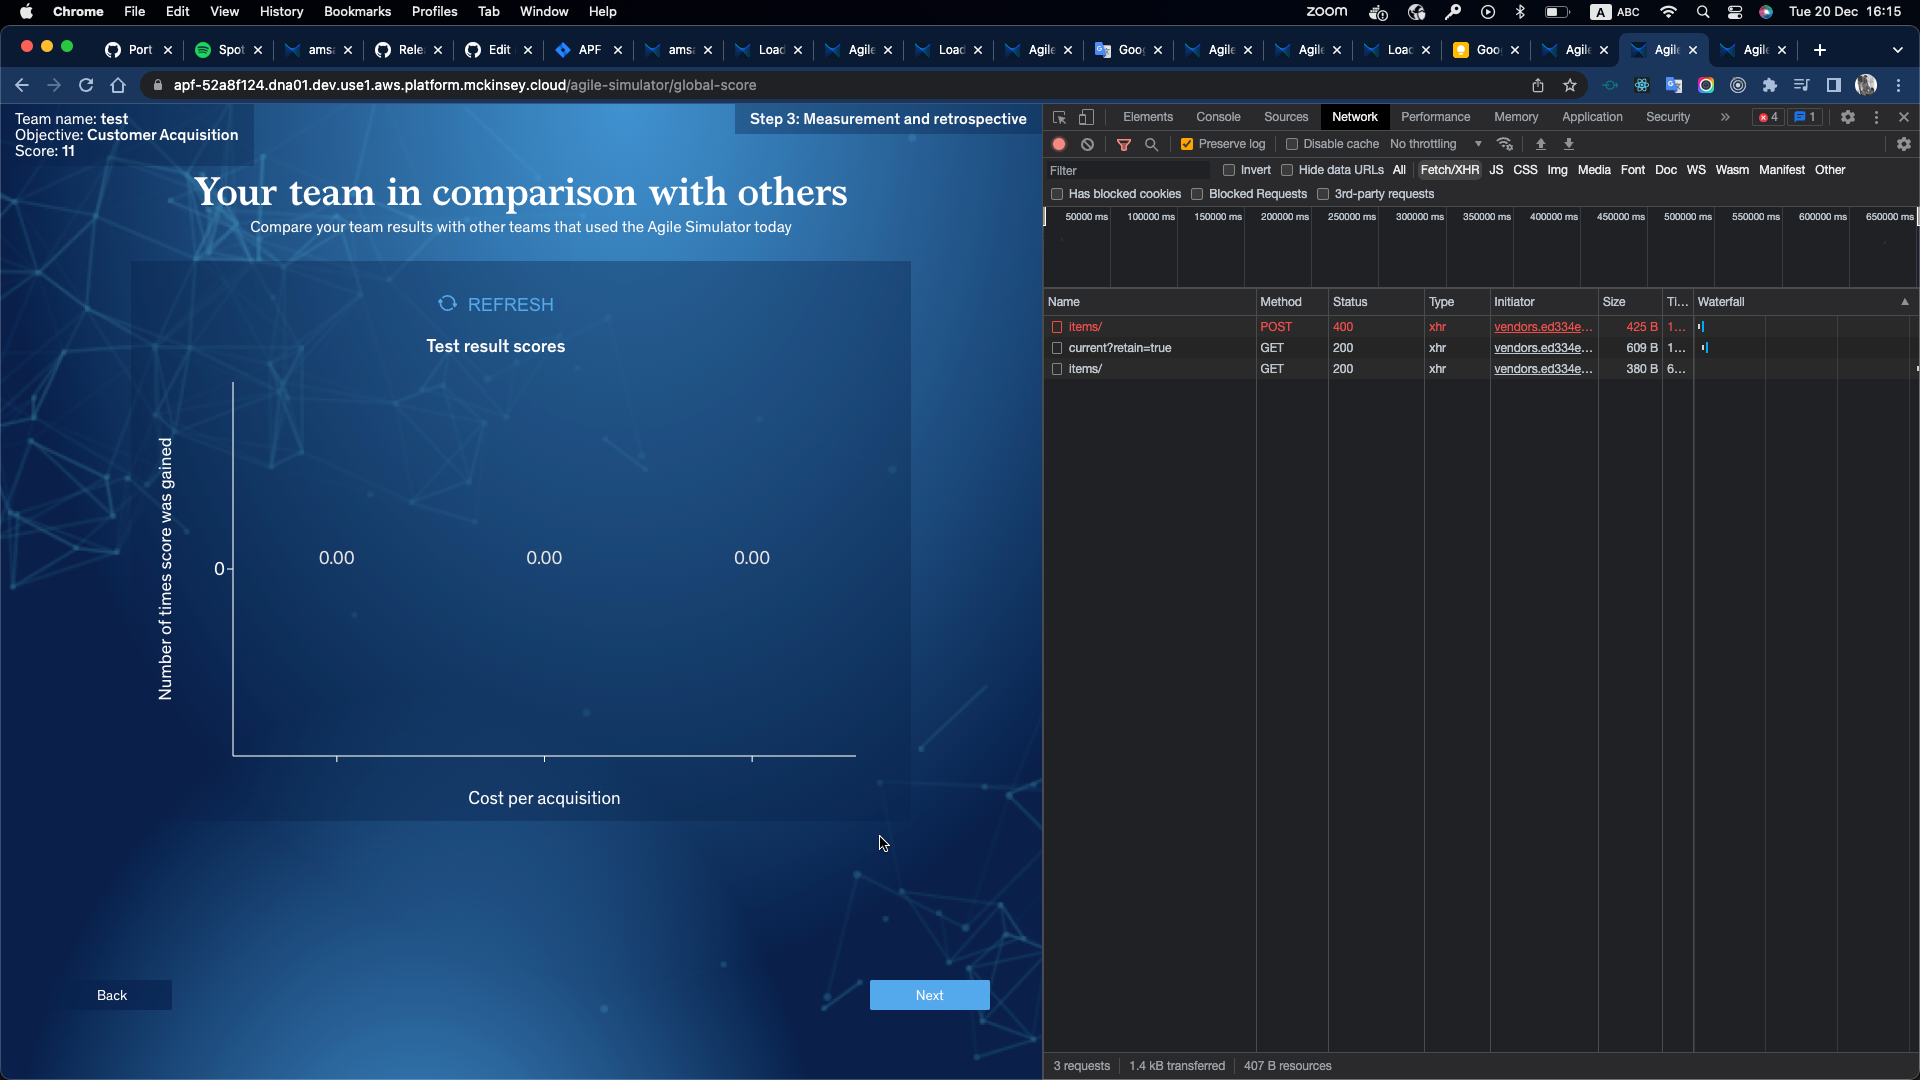 Chrome File Edit View History Bookmarks Profiles Tab Window Help
zoom A ABC Tue 20 Dec 16:15
Port Spot amsa Rele Edit APF amsa Load Agile Load Agile Goo Agile Agile Load Goo Agile Agile Agile
apf-52a8f124.dna01.dev.use1.aws.platform.mckinsey.cloud/agile-simulator/global-score
Team name: test
Objective: Customer Acquisition
Score: 11
Step 3: Measurement and retrospective
Your team in comparison with others
Compare your team results with other teams that used the Agile Simulator today
REFRESH
Test result scores
Number of times score was gained
0
0.00 0.00 0.00
Cost per acquisition
Back
Next
Elements Console Sources Network Performance Memory Application Security » 4 1
Preserve log Disable cache No throttling
Filter Invert Hide data URLs All Fetch/XHR JS CSS Img Media Font Doc WS Wasm Manifest Other
Has blocked cookies Blocked Requests 3rd-party requests
50000 ms 100000 ms 150000 ms 200000 ms 250000 ms 300000 ms 350000 ms 400000 ms 450000 ms 500000 ms 550000 ms 600000 ms 650000 ms
Name Method Status Type Initiator Size Ti... Waterfall
items/ POST 400 xhr vendors.ed334e... 425 B 1...
current?retain=true GET 200 xhr vendors.ed334e... 609 B 1...
items/ GET 200 xhr vendors.ed334e... 380 B 6...
3 requests 1.4 kB transferred 407 B resources